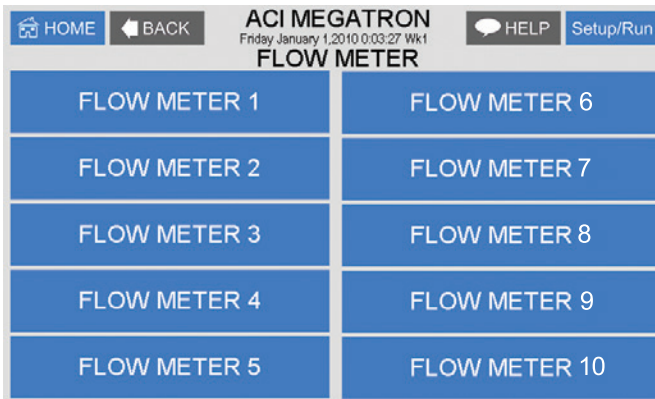 HOME
BACK
ACI MEGATRON
HELP
Setup/Run
Friday January 1,2010 0:03:27 Wk1
FLOW METER
FLOW METER 1
FLOW METER 2
FLOW METER 3
FLOW METER 4
FLOW METER 5
FLOW METER 6
FLOW METER 7
FLOW METER 8
FLOW METER 9
FLOW METER 10